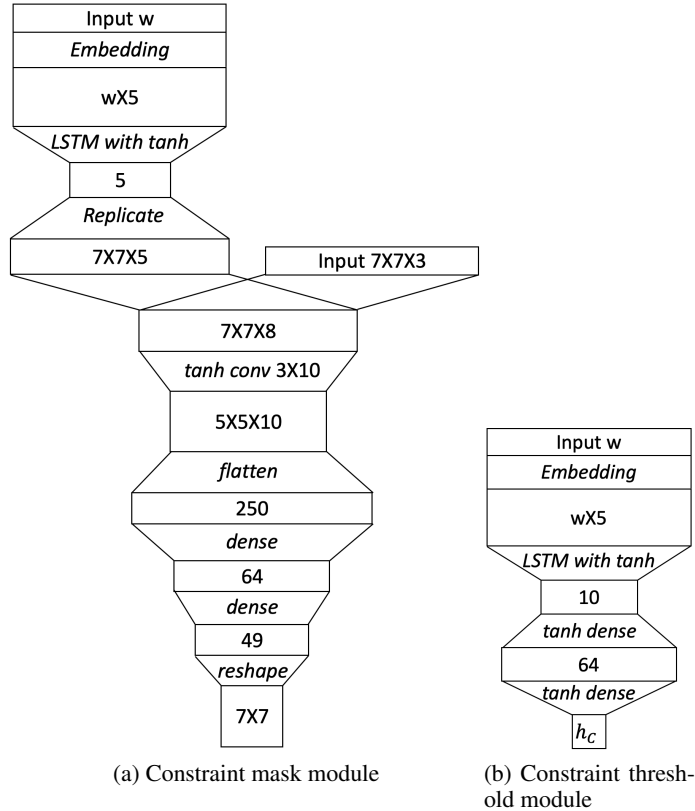 Input w
Embedding
wX5
LSTM with tanh
5
Replicate
7X7X5
Input 7X7X3
7X7X8
tanh conv 3X10
5X5X10
flatten
250
dense
64
dense
49
reshape
7X7
(a) Constraint mask module
Input w
Embedding
wX5
LSTM with tanh
10
tanh dense
64
tanh dense
h_C
(b) Constraint thresh-
old module